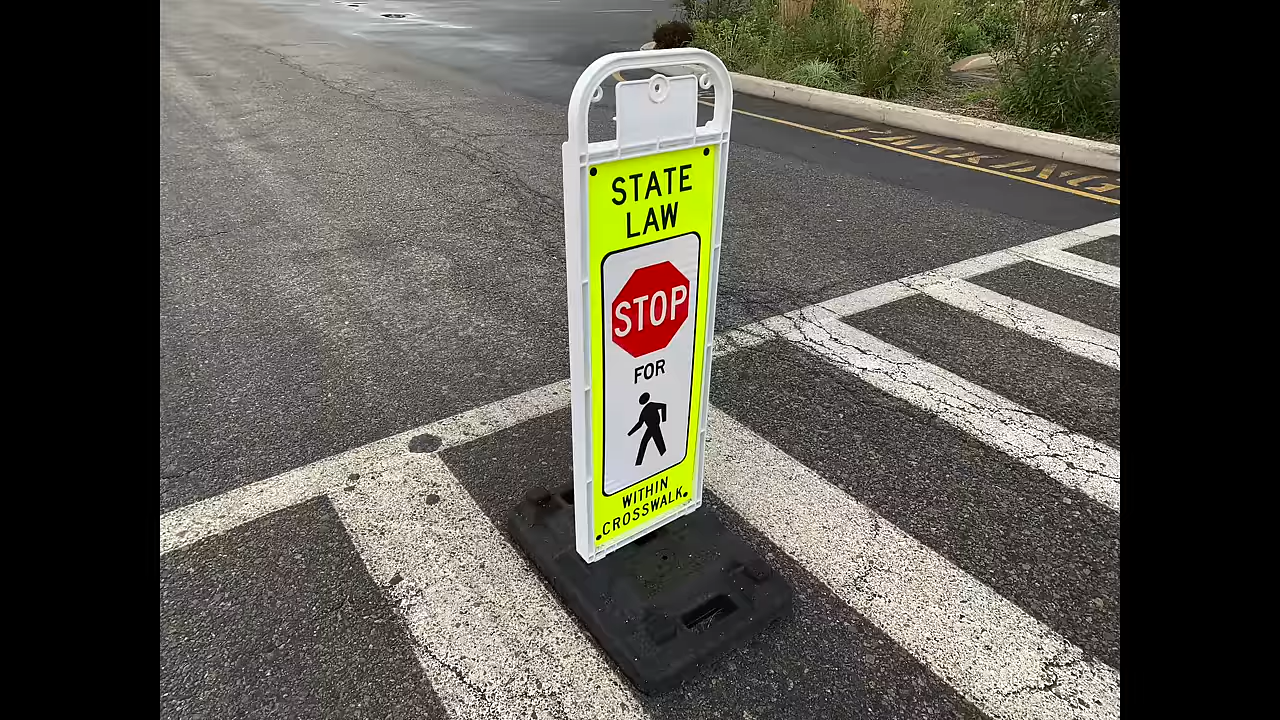 STATE
LAW
STOP
FOR
WITHIN
CROSSWALK
PARKING